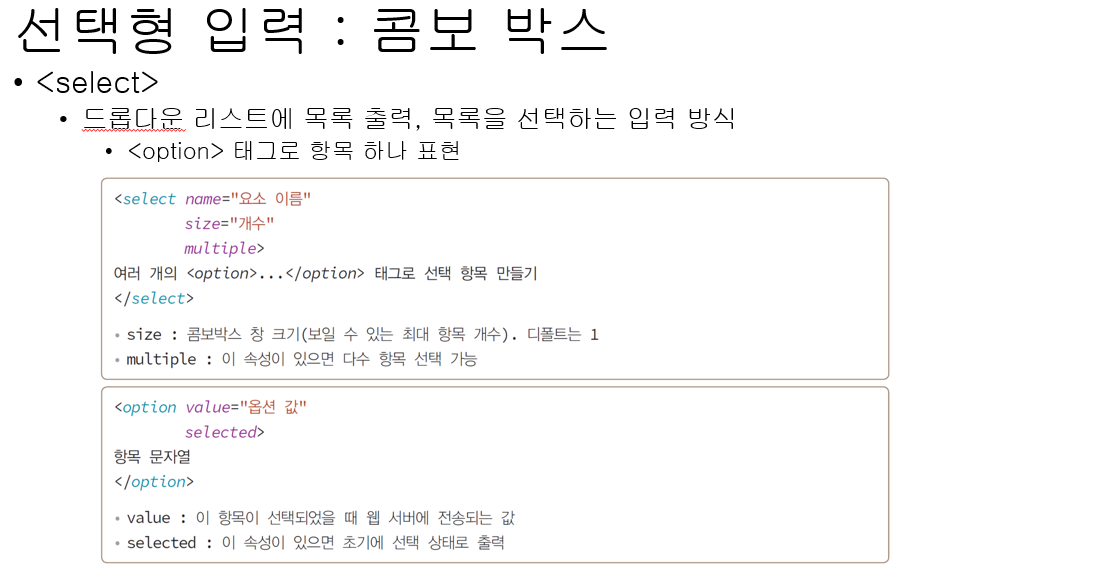 선택형 입력 : 콤보 박스
• <select>
• 드롭다운 리스트에 목록 출력, 목록을 선택하는 입력 방식
• <option> 태그로 항목 하나 표현
<select name="요소 이름"
size="개수"
multiple>
여러 개의 <option>...</option> 태그로 선택 항목 만들기
</select>
• size : 콤보박스 창 크기(보일 수 있는 최대 항목 개수). 디폴트는 1
• multiple : 이 속성이 있으면 다수 항목 선택 가능
<option value="옵션 값"
selected>
항목 문자열
</option>
• value : 이 항목이 선택되었을 때 웹 서버에 전송되는 값
• selected : 이 속성이 있으면 초기에 선택 상태로 출력